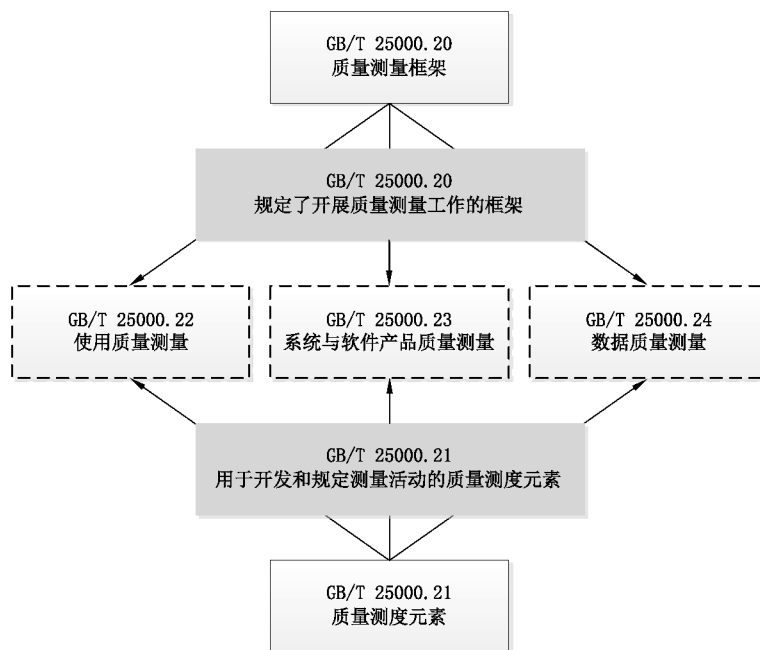 GB/T 25000.20
质量测量框架
GB/T 25000.20
规定了开展质量测量工作的框架
GB/T 25000.22
使用质量测量
GB/T 25000.23
系统与软件产品质量测量
GB/T 25000.24
数据质量测量
GB/T 25000.21
用于开发和规定测量活动的质量测度元素
GB/T 25000.21
质量测度元素